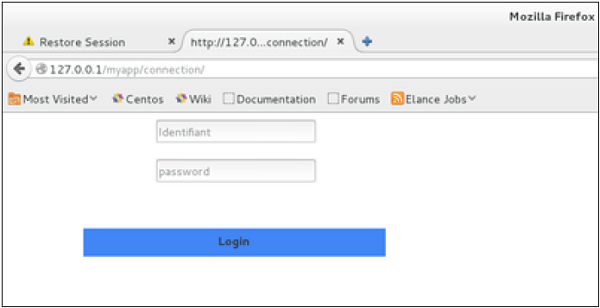 Mozilla Firefox
Restore Session
http://127.0...connection/
127.0.0.1/myapp/connection/
Most Visited Centos Wiki Documentation Forums Elance Jobs
Identifiant
password
Login